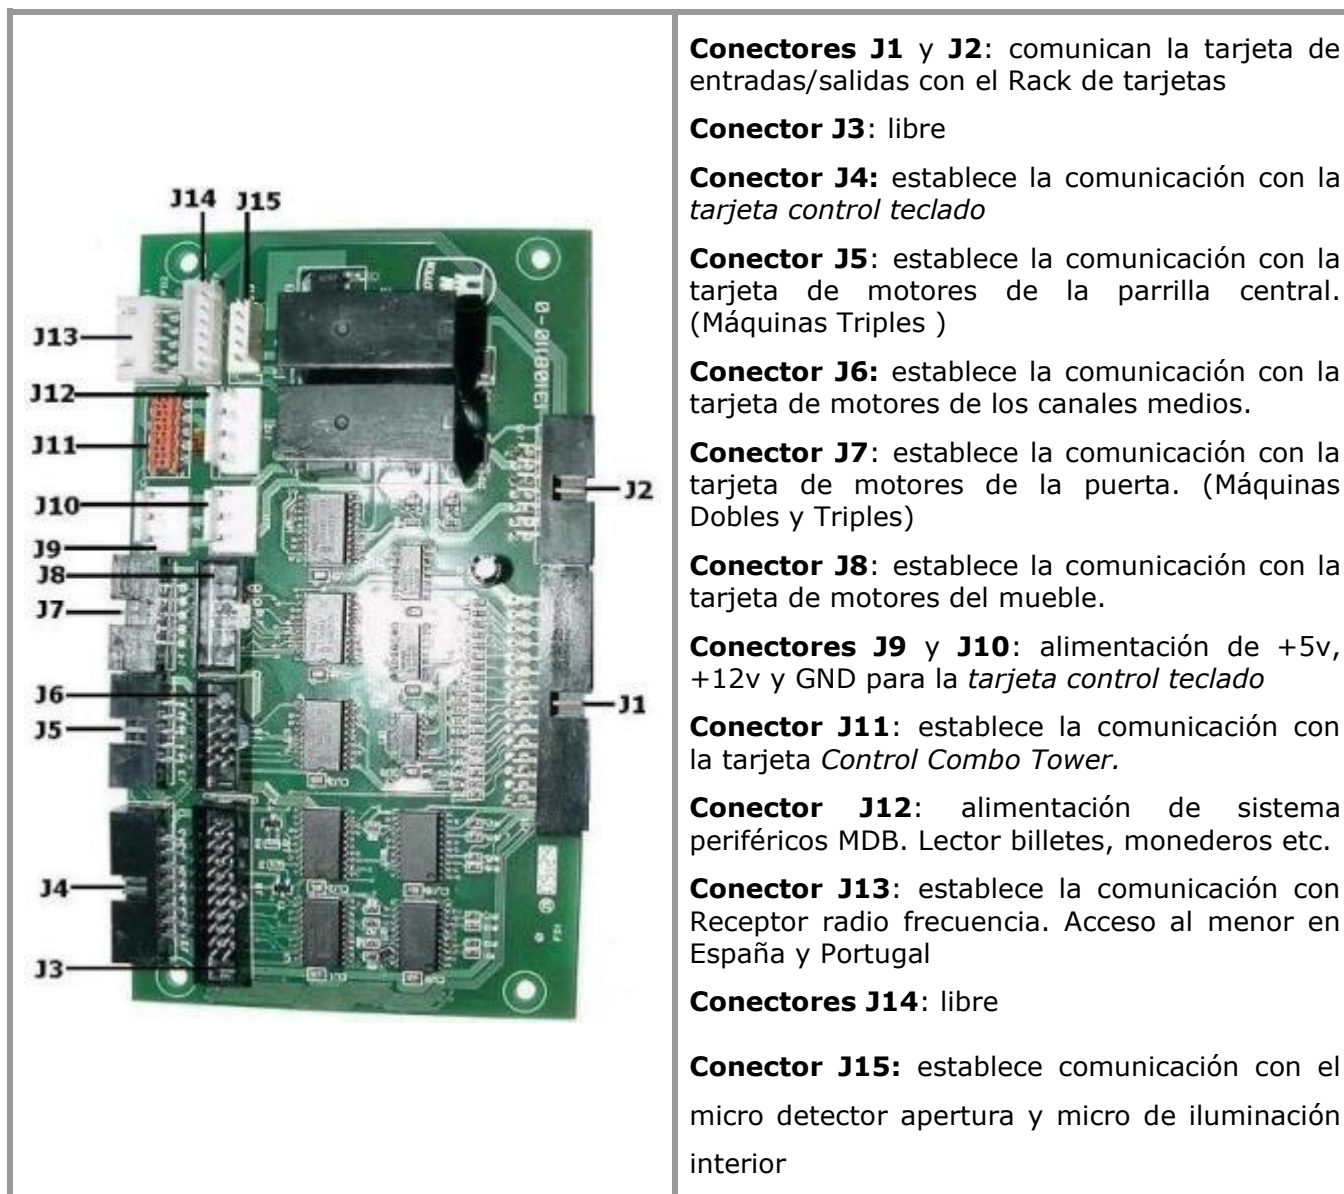 J14 J15
J13
J12
J11
J10
J9
J8
J7
J6
J5
J4
J3
J2
J1
13108110-0
Conectores J1 y J2: comunican la tarjeta de
entradas/salidas con el Rack de tarjetas
Conector J3: libre
Conector J4: establece la comunicación con la
tarjeta control teclado
Conector J5: establece la comunicación con la
tarjeta de motores de la parrilla central.
(Máquinas Triples )
Conector J6: establece la comunicación con la
tarjeta de motores de los canales medios.
Conector J7: establece la comunicación con la
tarjeta de motores de la puerta. (Máquinas
Dobles y Triples)
Conector J8: establece la comunicación con la
tarjeta de motores del mueble.
Conectores J9 y J10: alimentación de +5v,
+12v y GND para la tarjeta control teclado
Conector J11: establece la comunicación con
la tarjeta Control Combo Tower.
Conector J12: alimentación de sistema
periféricos MDB. Lector billetes, monederos etc.
Conector J13: establece la comunicación con
Receptor radio frecuencia. Acceso al menor en
España y Portugal
Conectores J14: libre
Conector J15: establece comunicación con el
micro detector apertura y micro de iluminación
interior